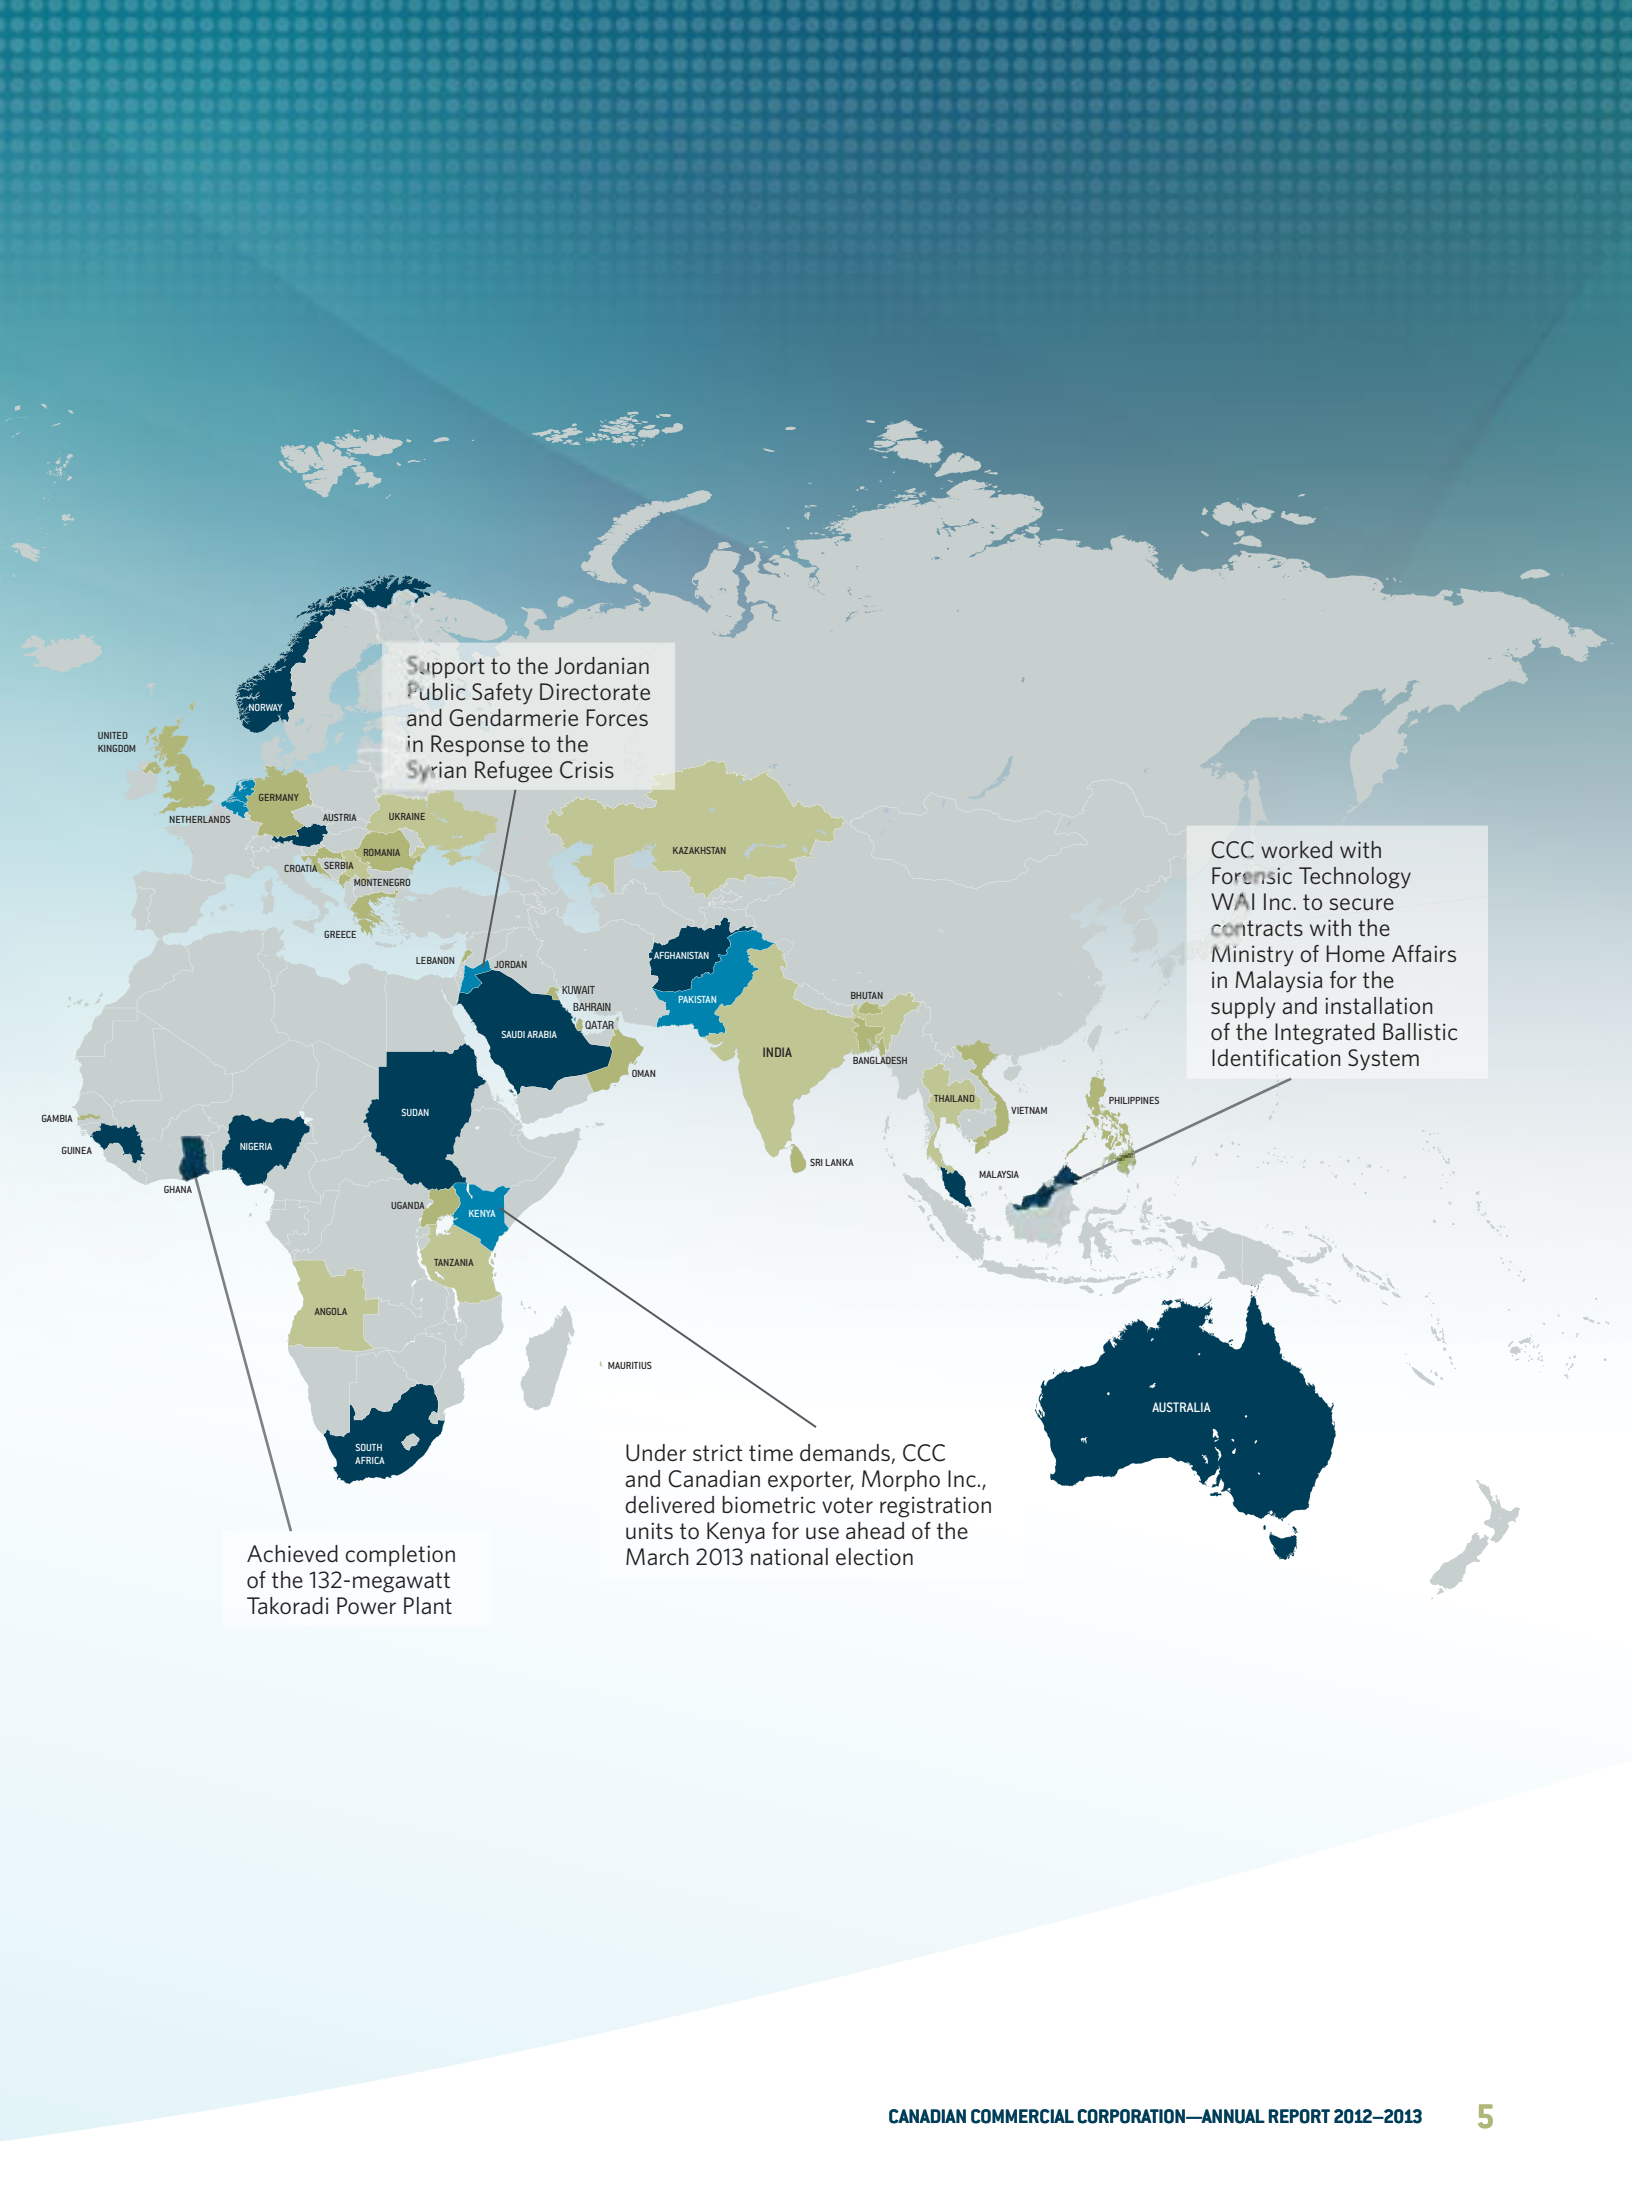 Support to the Jordanian
Public Safety Directorate
and Gendarmerie Forces
in Response to the
Syrian Refugee Crisis
NORWAY
UNITED
KINGDOM
GERMANY
NETHERLANDS
AUSTRIA
UKRAINE
ROMANIA
CROATIA
SERBIA
MONTENEGRO
GREECE
KAZAKHSTAN
CCC worked with
Forensic Technology
WAI Inc. to secure
contracts with the
Ministry of Home Affairs
in Malaysia for the
supply and installation
of the Integrated Ballistic
Identification System
LEBANON
JORDAN
AFGHANISTAN
KUWAIT
BAHRAIN
QATAR
PAKISTAN
BHUTAN
SAUDI ARABIA
INDIA
BANGLADESH
OMAN
THAILAND
VIETNAM
PHILIPPINES
SUDAN
GAMBIA
GUINEA
NIGERIA
GHANA
SRI LANKA
MALAYSIA
UGANDA
KENYA
TANZANIA
ANGOLA
MAURITIUS
AUSTRALIA
SOUTH
AFRICA
Under strict time demands, CCC
and Canadian exporter, Morpho Inc.,
delivered biometric voter registration
units to Kenya for use ahead of the
March 2013 national election
Achieved completion
of the 132-megawatt
Takoradi Power Plant
CANADIAN COMMERCIAL CORPORATION—ANNUAL REPORT 2012–2013 5